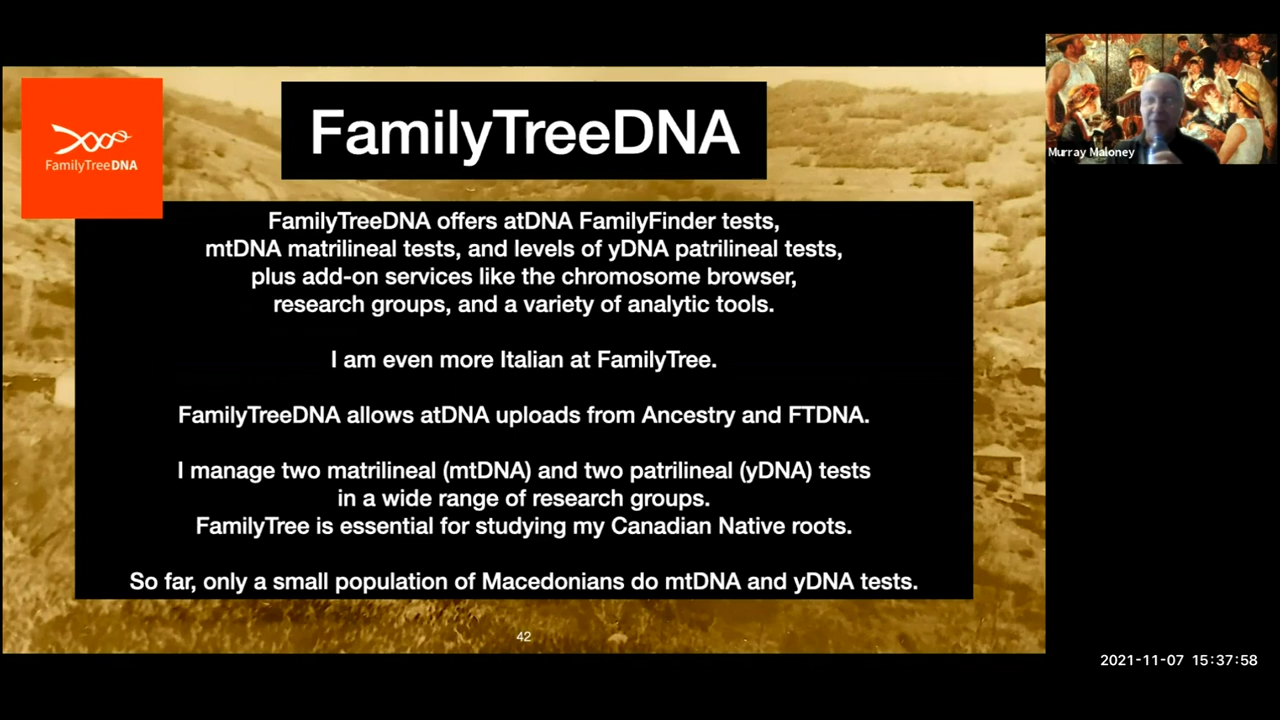 FamilyTreeDNA
FamilyTreeDNA
Murray Maloney
FamilyTreeDNA offers atDNA FamilyFinder tests,
mtDNA matrilineal tests, and levels of yDNA patrilineal tests,
plus add-on services like the chromosome browser,
research groups, and a variety of analytic tools.
I am even more Italian at FamilyTree.
FamilyTreeDNA allows atDNA uploads from Ancestry and FTDNA.
I manage two matrilineal (mtDNA) and two patrilineal (yDNA) tests
in a wide range of research groups.
FamilyTree is essential for studying my Canadian Native roots.
So far, only a small population of Macedonians do mtDNA and yDNA tests.
42
2021-11-07 15:37:58